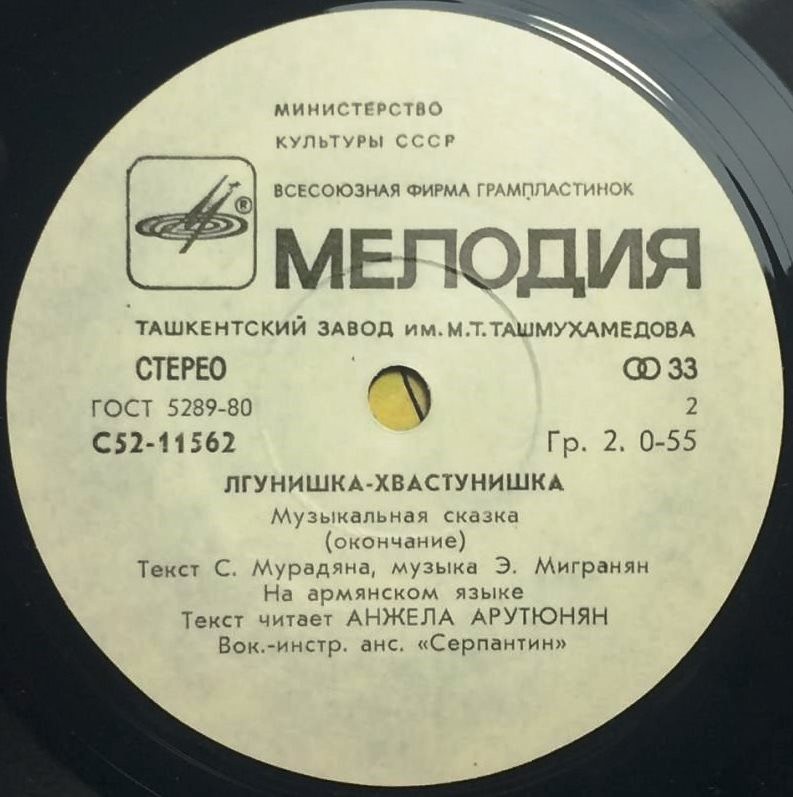 МИНИСТЕРСТВО
КУЛЬТУРЫ СССР
ВСЕСОЮЗНАЯ ФИРМА ГРАМПЛАСТИНОК
®
МЕЛОДИЯ
ТАШКЕНТСКИЙ ЗАВОД ИМ. М.Т.ТАШМУХАМЕДОВА
СТЕРЕО 33
ГОСТ 5289-80 2
С52-11562 Гр. 2. 0-55
ЛГУНИШКА-ХВАСТУНИШКА
Музыкальная сказка
(окончание)
Текст С. Мурадяна, музыка Э. Мигранян
На армянском языке
Текст читает АНЖЕЛА АРУТЮНЯН
Вок.-инстр. анс. «Серпантин»